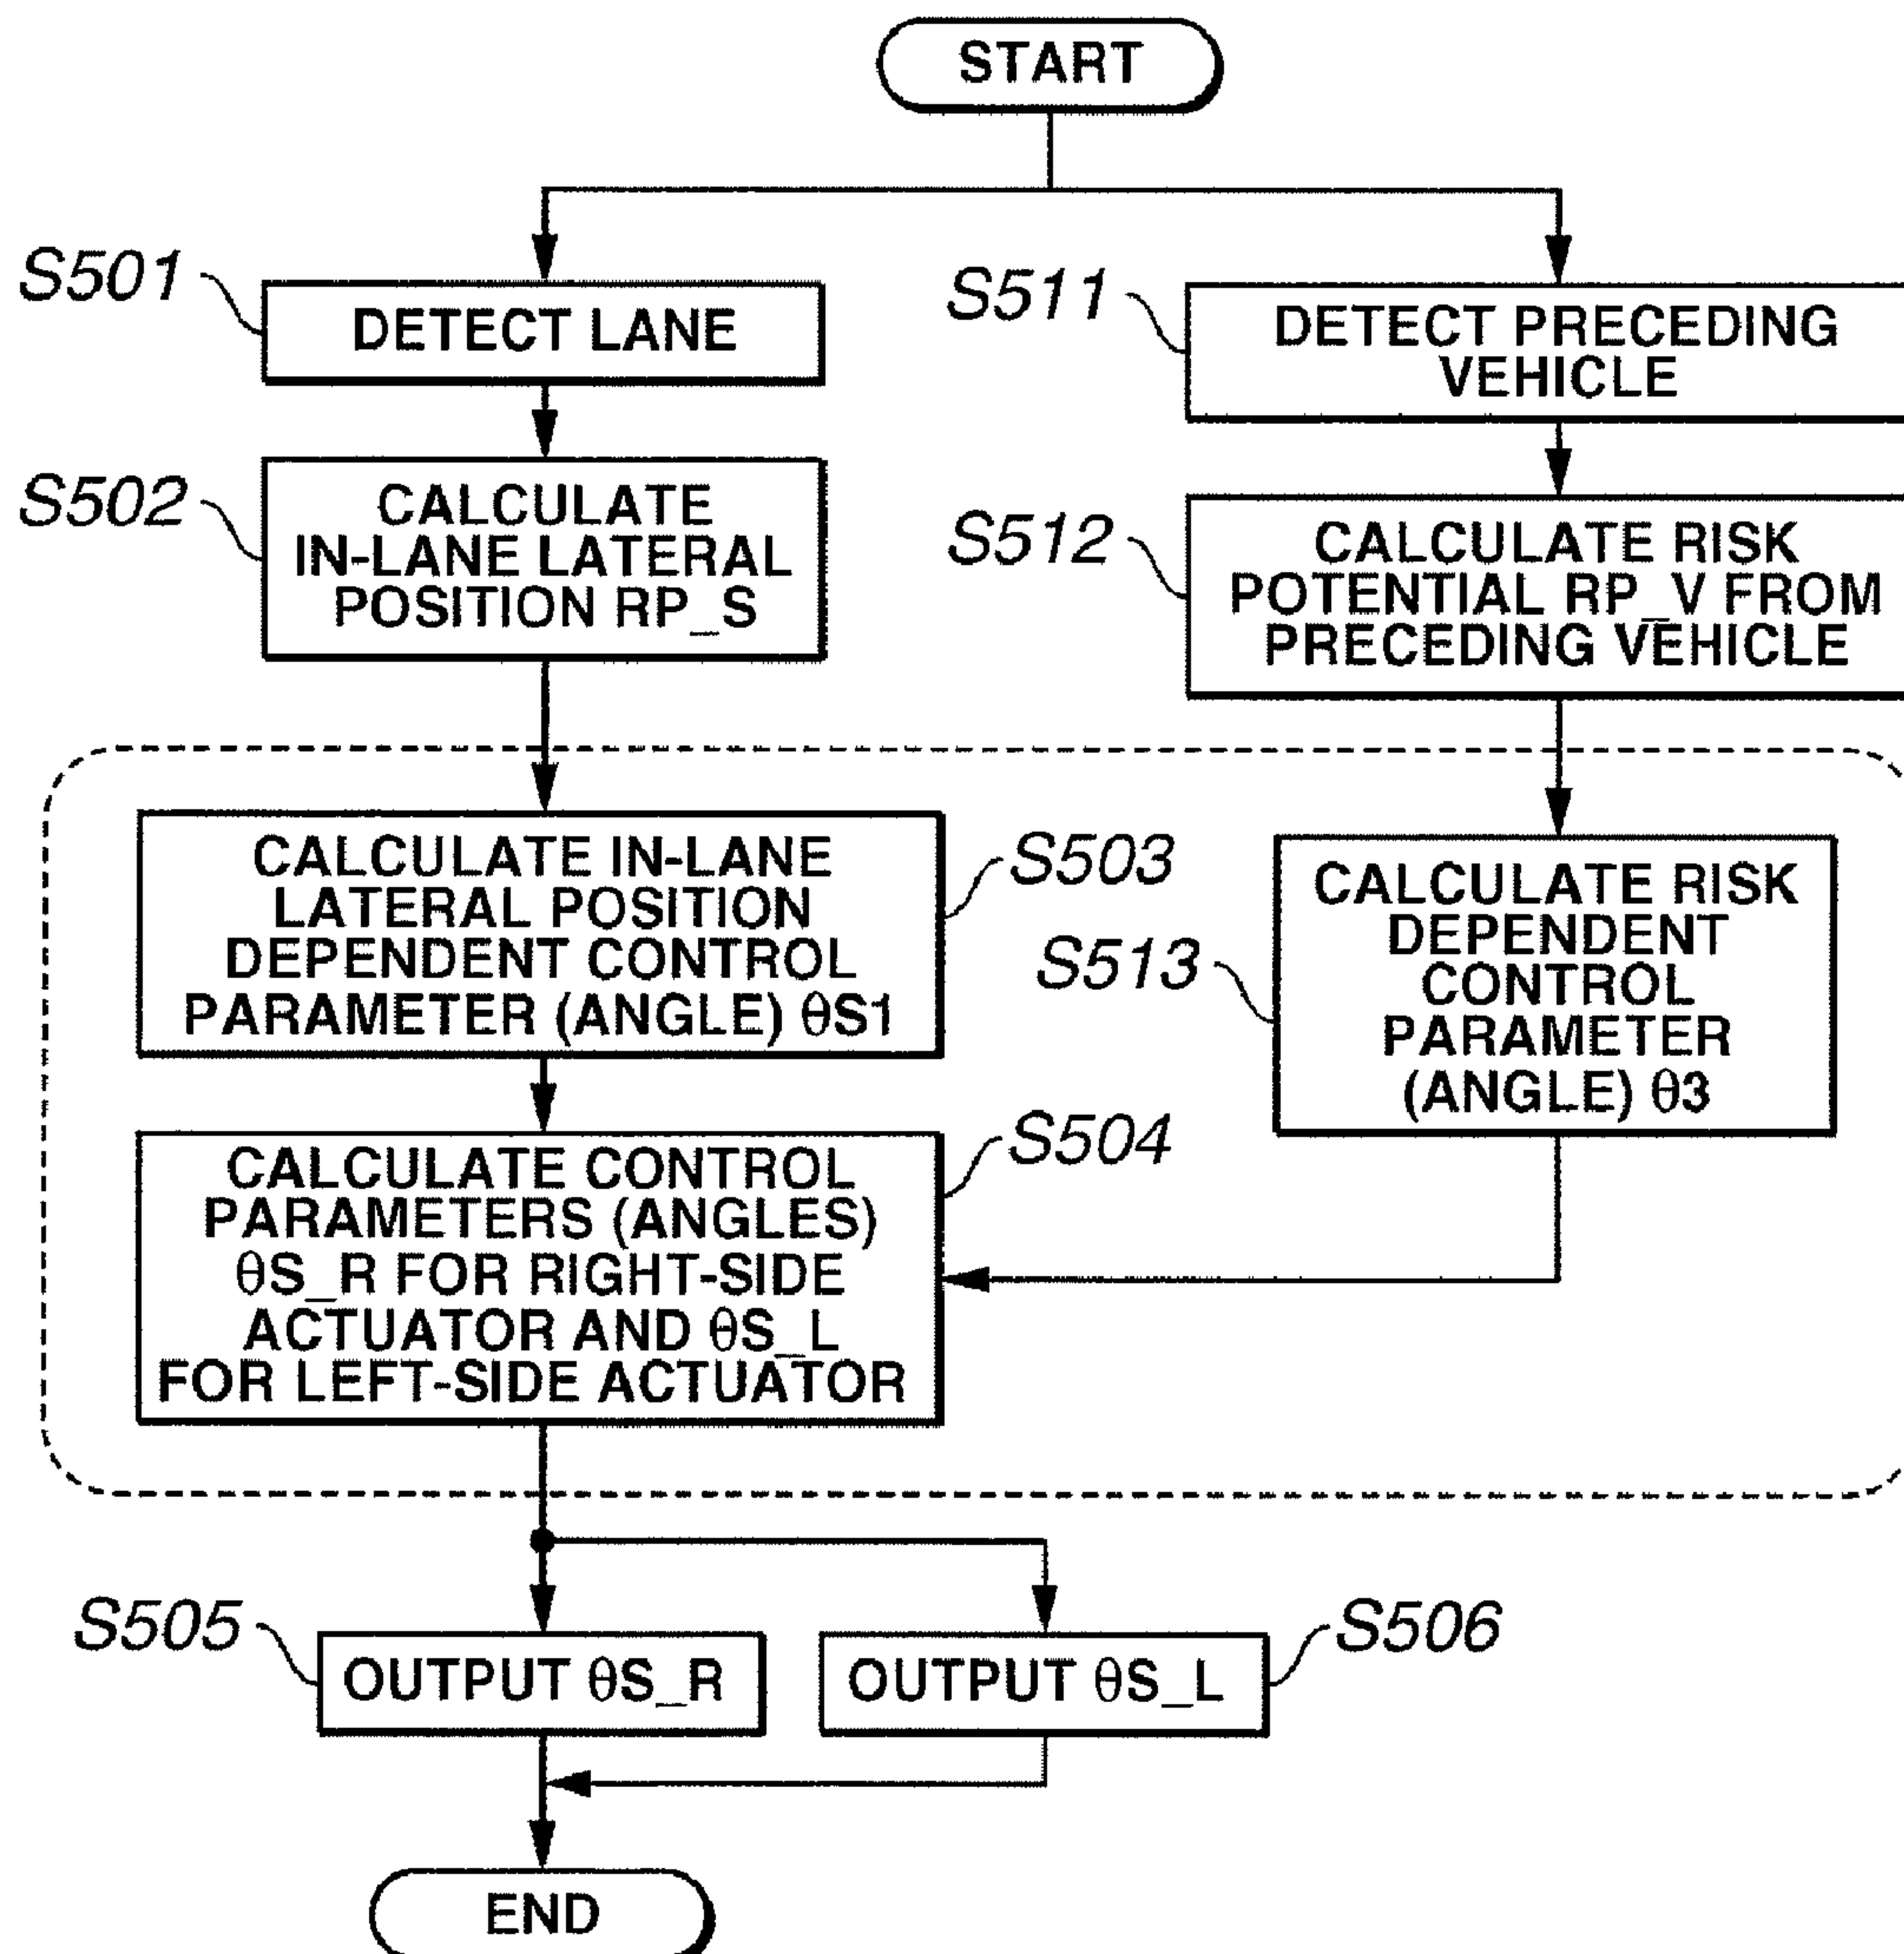 START
S501
DETECT LANE
S511
DETECT PRECEDING
VEHICLE
S502
CALCULATE
IN-LANE LATERAL
POSITION RP_S
S512
CALCULATE RISK
POTENTIAL RP_V FROM
PRECEDING VEHICLE
CALCULATE IN-LANE
LATERAL POSITION
DEPENDENT CONTROL
PARAMETER (ANGLE) θS1
S503
S513
CALCULATE RISK
DEPENDENT
CONTROL
PARAMETER
(ANGLE) θ3
CALCULATE CONTROL
PARAMETERS (ANGLES)
θS_R FOR RIGHT-SIDE
ACTUATOR AND θS_L
FOR LEFT-SIDE ACTUATOR
S504
S505
OUTPUT θS_R
OUTPUT θS_L
S506
END